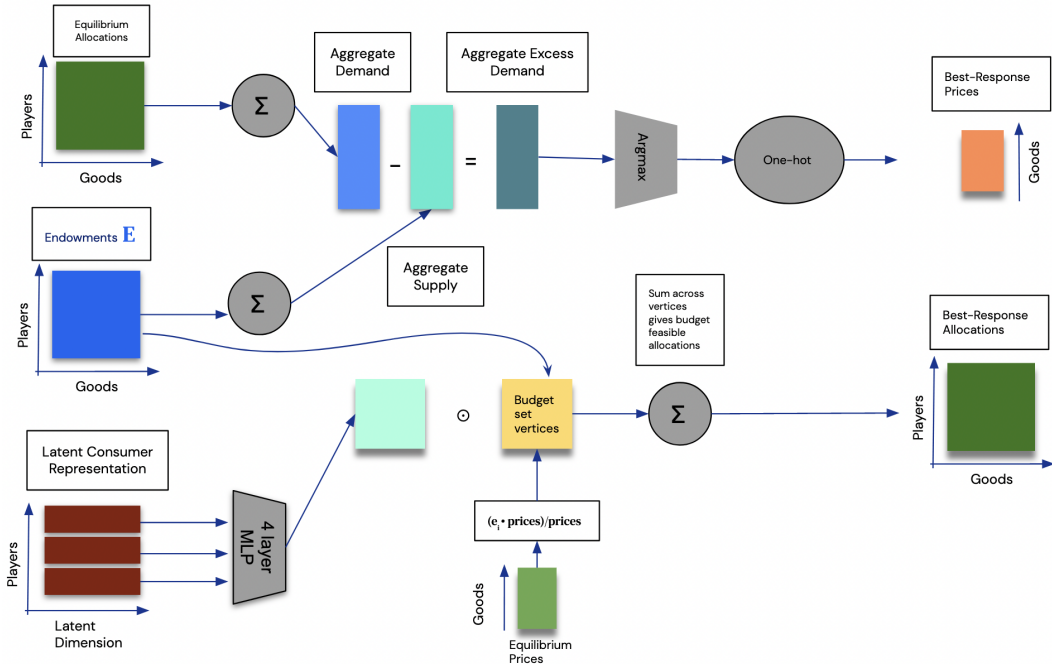 Equilibrium
Allocations
Players
Goods
Σ
Aggregate
Demand
-
=
Aggregate Excess
Demand
Argmax
One-hot
Best-Response
Prices
Goods
Endowments E
Players
Goods
Σ
Aggregate
Supply
Sum across
vertices
gives budget
feasible
allocations
Best-Response
Allocations
Players
Goods
Budget
set
vertices
Σ
Latent Consumer
Representation
Players
Latent
Dimension
4 layer
MLP
(ei • prices)/prices
Goods
Equilibrium
Prices